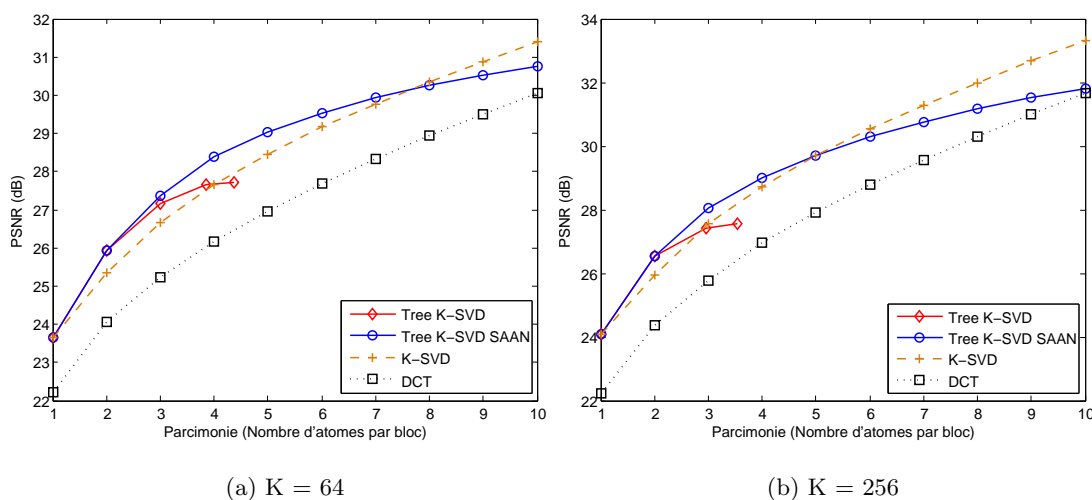 32
31
30
29
28
27
26
25
24
23
22
PSNR (dB)
1 2 3 4 5 6 7 8 9 10
Parcimonie (Nombre d'atomes par bloc)
Tree K−SVD
Tree K−SVD SAAN
K−SVD
DCT
(a) K = 64
34
32
30
28
26
24
22
PSNR (dB)
1 2 3 4 5 6 7 8 9 10
Parcimonie (Nombre d'atomes par bloc)
Tree K−SVD
Tree K−SVD SAAN
K−SVD
DCT
(b) K = 256